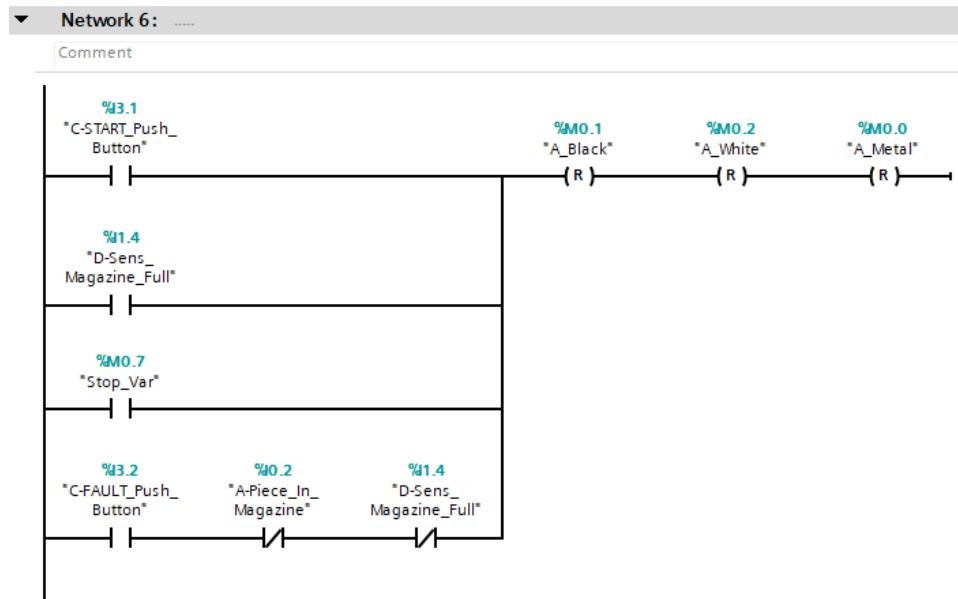 Network 6: .....
Comment
%I3.1
"C-START_Push_
Button"
%M0.1
"A_Black"
%M0.2
"A_White"
%M0.0
"A_Metal"
R
R
R
%I1.4
"D-Sens_
Magazine_Full"
%M0.7
"Stop_Var"
%I3.2
"C-FAULT_Push_
Button"
%I0.2
"A-Piece_In_
Magazine"
%I1.4
"D-Sens_
Magazine_Full"